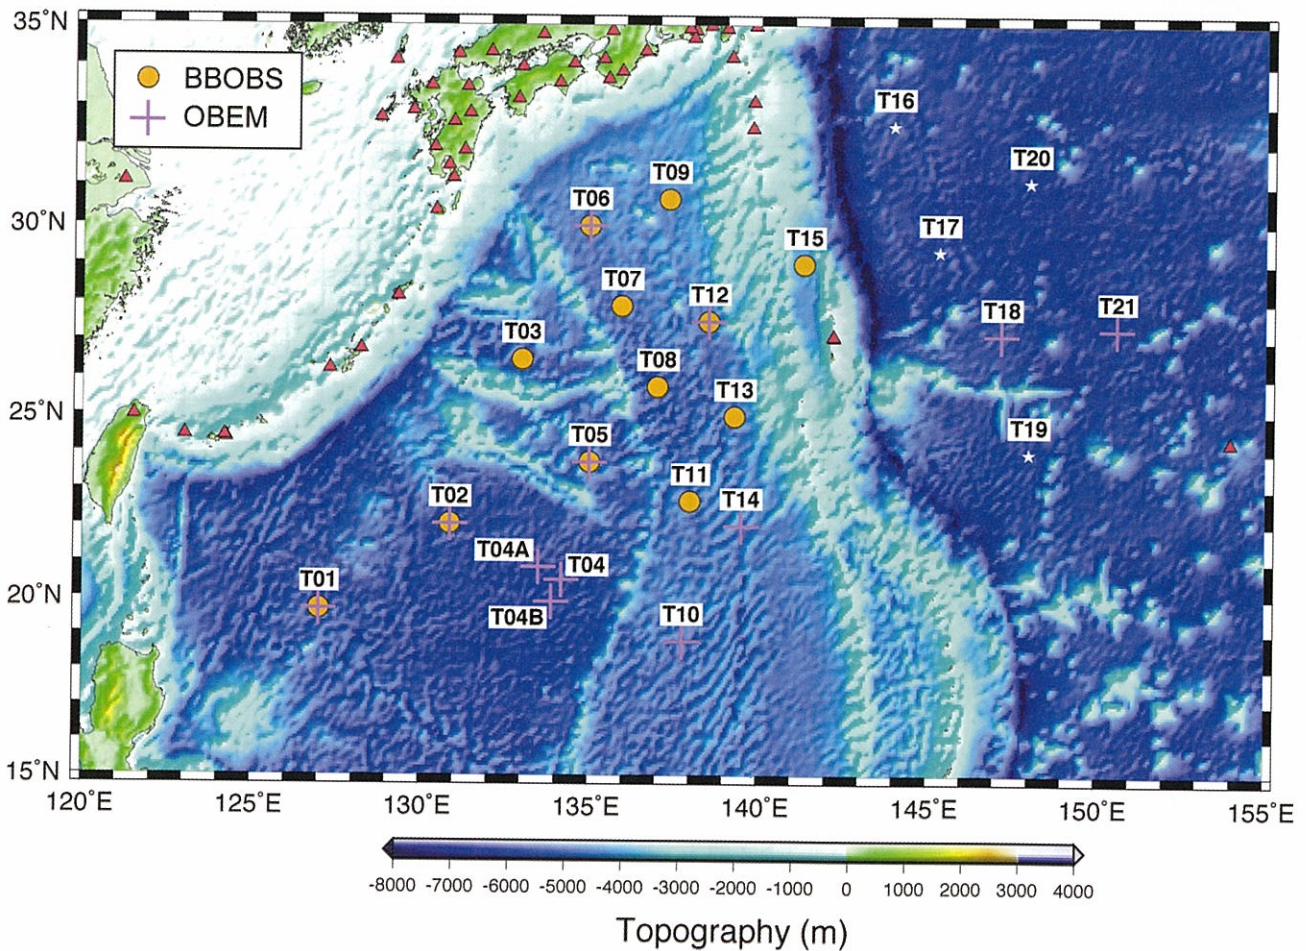 35˚N
BBOBS
OBEM
T16
T20
T09
T06
30˚N
T17
T15
T07
T12
T18
T21
T03
T08
T13
25˚N
T05
T19
T11
T02
T14
T04A
T04
T01
20˚N
T04B
T10
15˚N
120˚E
125˚E
130˚E
135˚E
140˚E
145˚E
150˚E
155˚E
-8000 -7000 -6000 -5000 -4000 -3000 -2000 -1000 0 1000 2000 3000 4000
Topography (m)